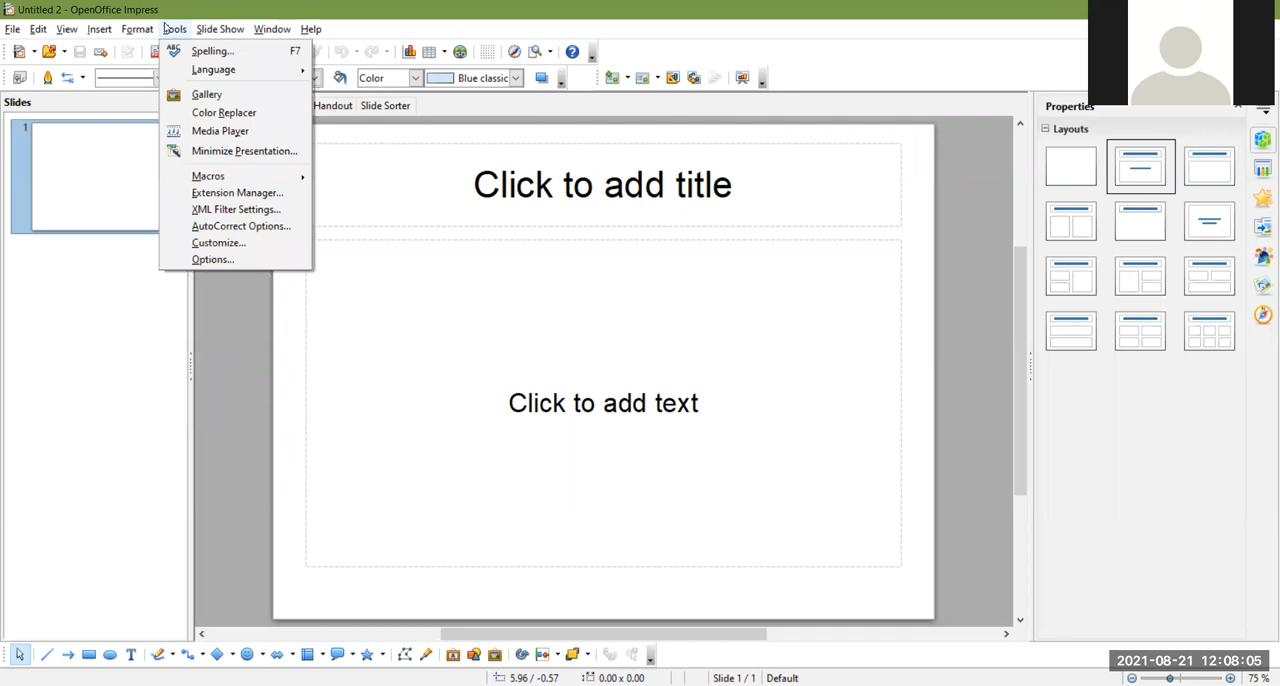 Untitled 2 - OpenOffice Impress
File Edit View Insert Format Tools Slide Show Window Help
Spelling... F7
Language
Gallery
Color Replacer
Media Player
Minimize Presentation...
Macros
Extension Manager...
XML Filter Settings...
AutoCorrect Options...
Customize...
Options...
Color
Blue classic
Slides
Handout Slide Sorter
Properties
Layouts
1
Click to add title
Click to add text
2021-08-21 12:08:05
5.96 / -0.57 0.00 x 0.00 Slide 1 / 1 Default 75 %